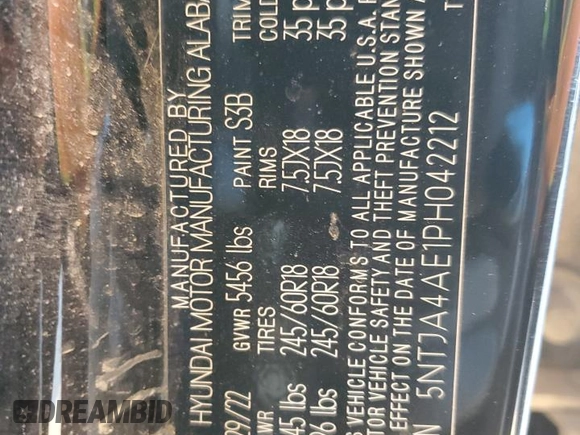 MANUFACTURED BY
HYUNDAI MOTOR MANUFACTURING ALABA
29/22 GVWR 5456 lbs PAINT S3B TRIM
WR TIRES RIMS COLD
45 lbs 245/60R18 7.5JX18 35 p
96 lbs 245/60R18 7.5JX18 35 p
S VEHICLE CONFORMS TO ALL APPLICABLE U.S.A. F
TOR VEHICLE SAFETY AND THEFT PREVENTION STAN
EFFECT ON THE DATE OF MANUFACTURE SHOWN A
N 5NTJA4AE1PH042212 T
DREAMBID